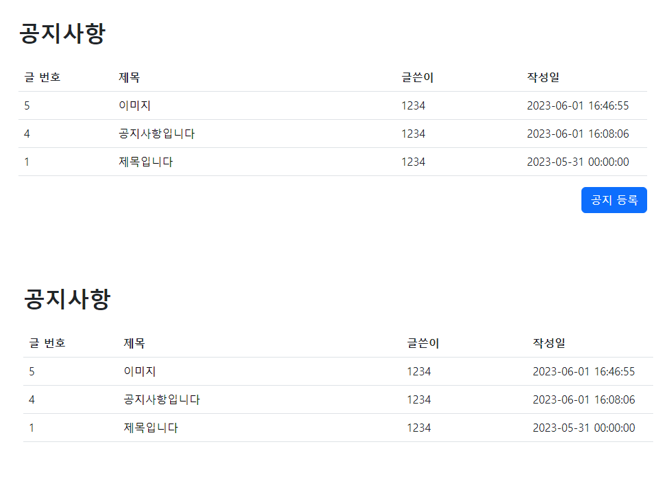 공지사항
글 번호 제목 글쓴이 작성일
5 이미지 1234 2023-06-01 16:46:55
4 공지사항입니다 1234 2023-06-01 16:08:06
1 제목입니다 1234 2023-05-31 00:00:00
공지 등록
공지사항
글 번호 제목 글쓴이 작성일
5 이미지 1234 2023-06-01 16:46:55
4 공지사항입니다 1234 2023-06-01 16:08:06
1 제목입니다 1234 2023-05-31 00:00:00